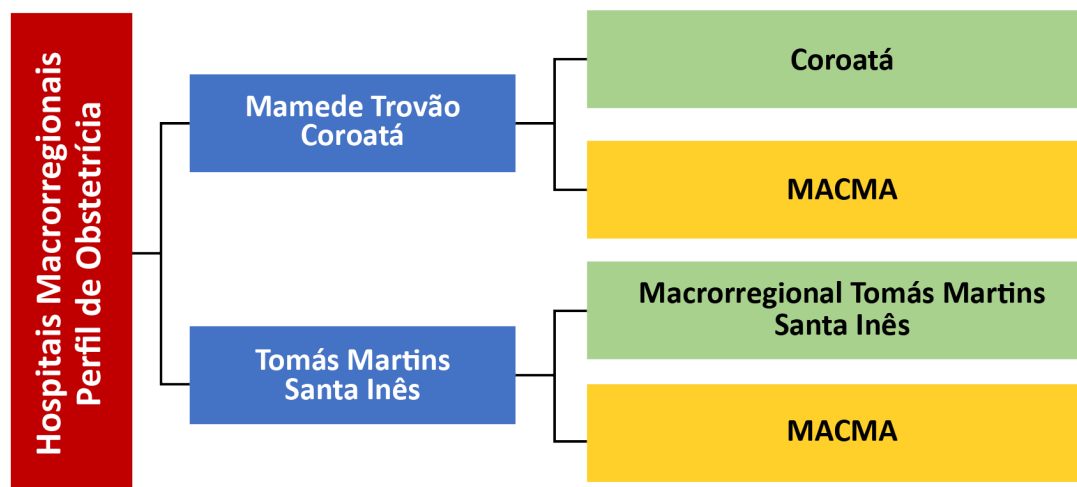 Hospitais Macrorregionais
Perfil de Obstetrícia
Mamede Trovão
Coroatá
Coroatá
MACMA
Tomás Martins
Santa Inês
Macrorregional Tomás Martins
Santa Inês
MACMA